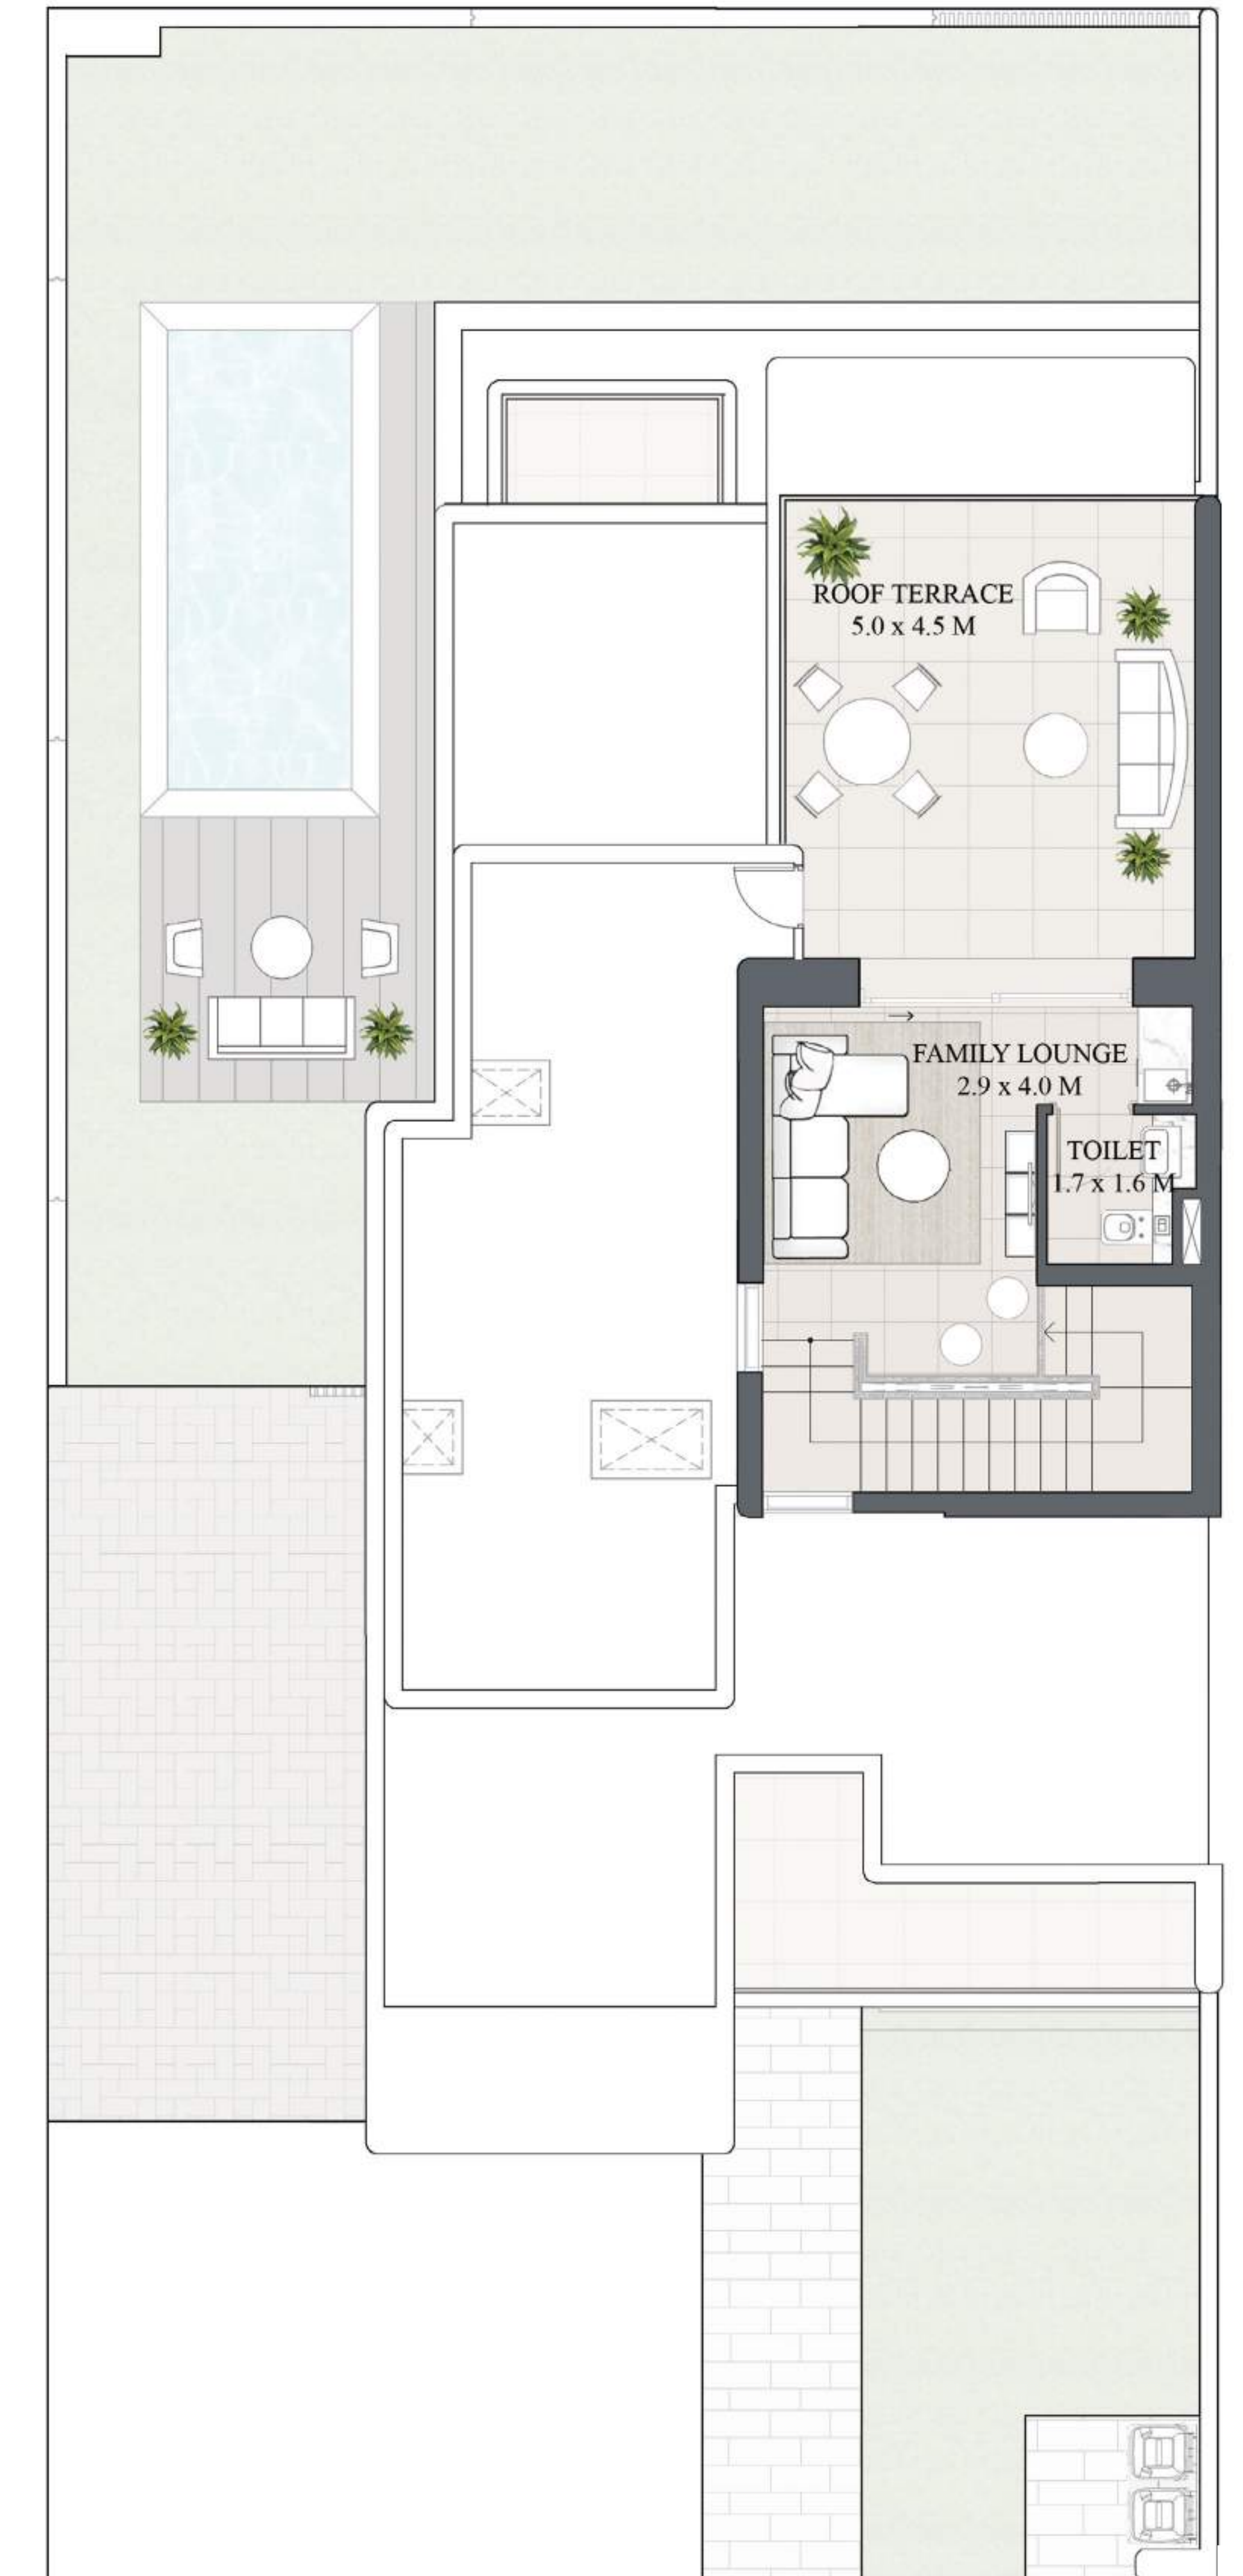 ROOF TERRACE
5.0 x 4.5 M
FAMILY LOUNGE
2.9 x 4.0 M
TOILET
1.7 x 1.6 M